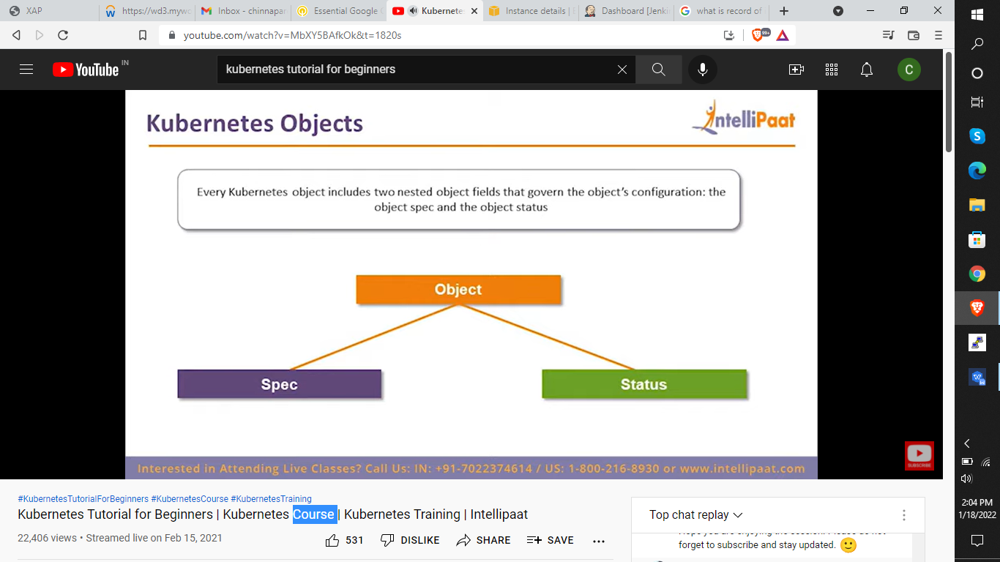 XAP
https://wd3.mywo
Inbox - chinnapar
Essential Google C
Kubernetes
Instance details | E
Dashboard [Jenki
what is record of
youtube.com/watch?v=MbXY5BAfkOk&t=1820s
99+
YouTube IN
kubernetes tutorial for beginners
C
Kubernetes Objects
IntelliPaat
Every Kubernetes object includes two nested object fields that govern the object's configuration: the
object spec and the object status
Object
Spec
Status
SUBSCRIBE
Interested in Attending Live Classes? Call Us: IN: +91-7022374614 / US: 1-800-216-8930 or www.intellipaat.com
#KubernetesTutorialForBeginners #KubernetesCourse #KubernetesTraining
Kubernetes Tutorial for Beginners | Kubernetes Course | Kubernetes Training | Intellipaat
22,406 views • Streamed live on Feb 15, 2021
531
DISLIKE
SHARE
SAVE
Top chat replay
forget to subscribe and stay updated.
2:04 PM
1/18/2022